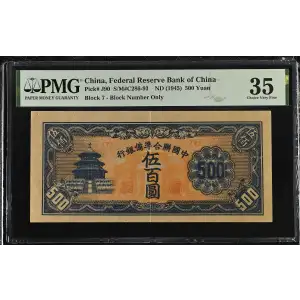 PMG
PAPER MONEY GUARANTY
China, Federal Reserve Bank of China
Pick# J90 S/M#C286-93 ND (1945) 500 Yuan
Block 7 - Block Number Only
35
Choice Very Fine
行銀備準合聯國中
伍百圓
500
500
500